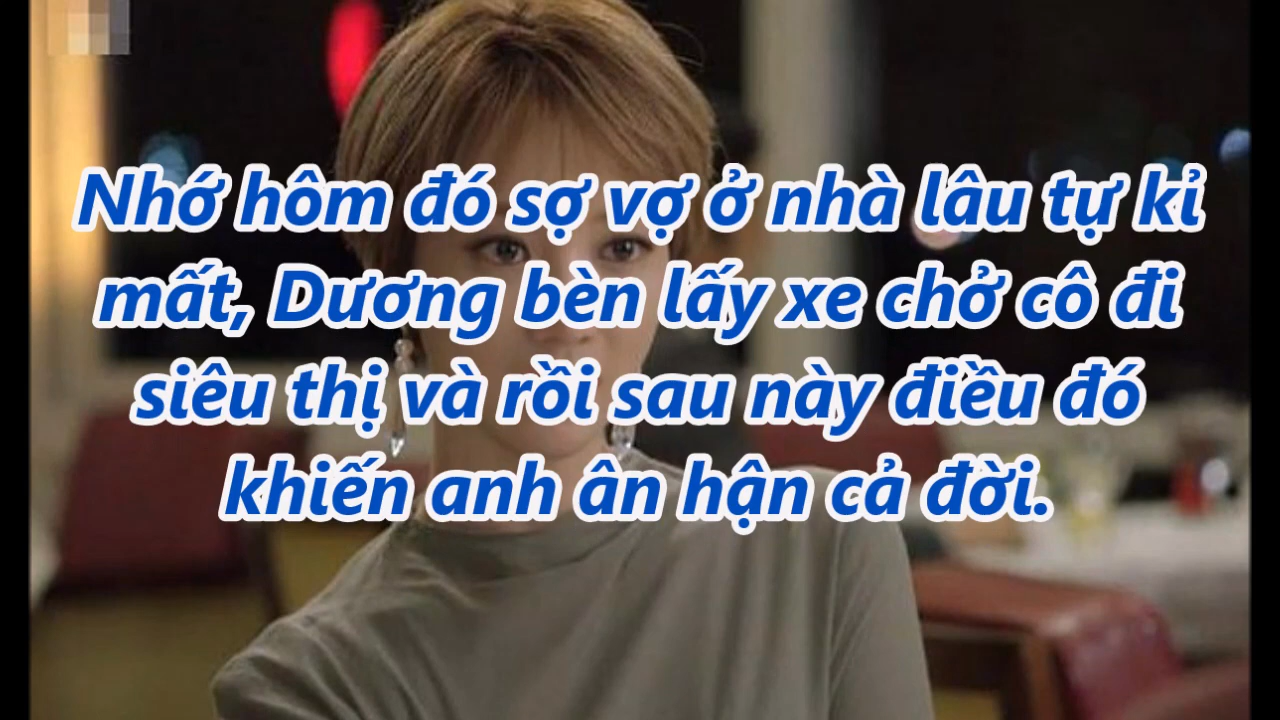 Nhớ hôm đó sợ vợ ở nhà lâu tự kỉ
mất, Dương bèn lấy xe chở cô đi
siêu thị và rồi sau này điều đó
khiến anh ân hận cả đời.